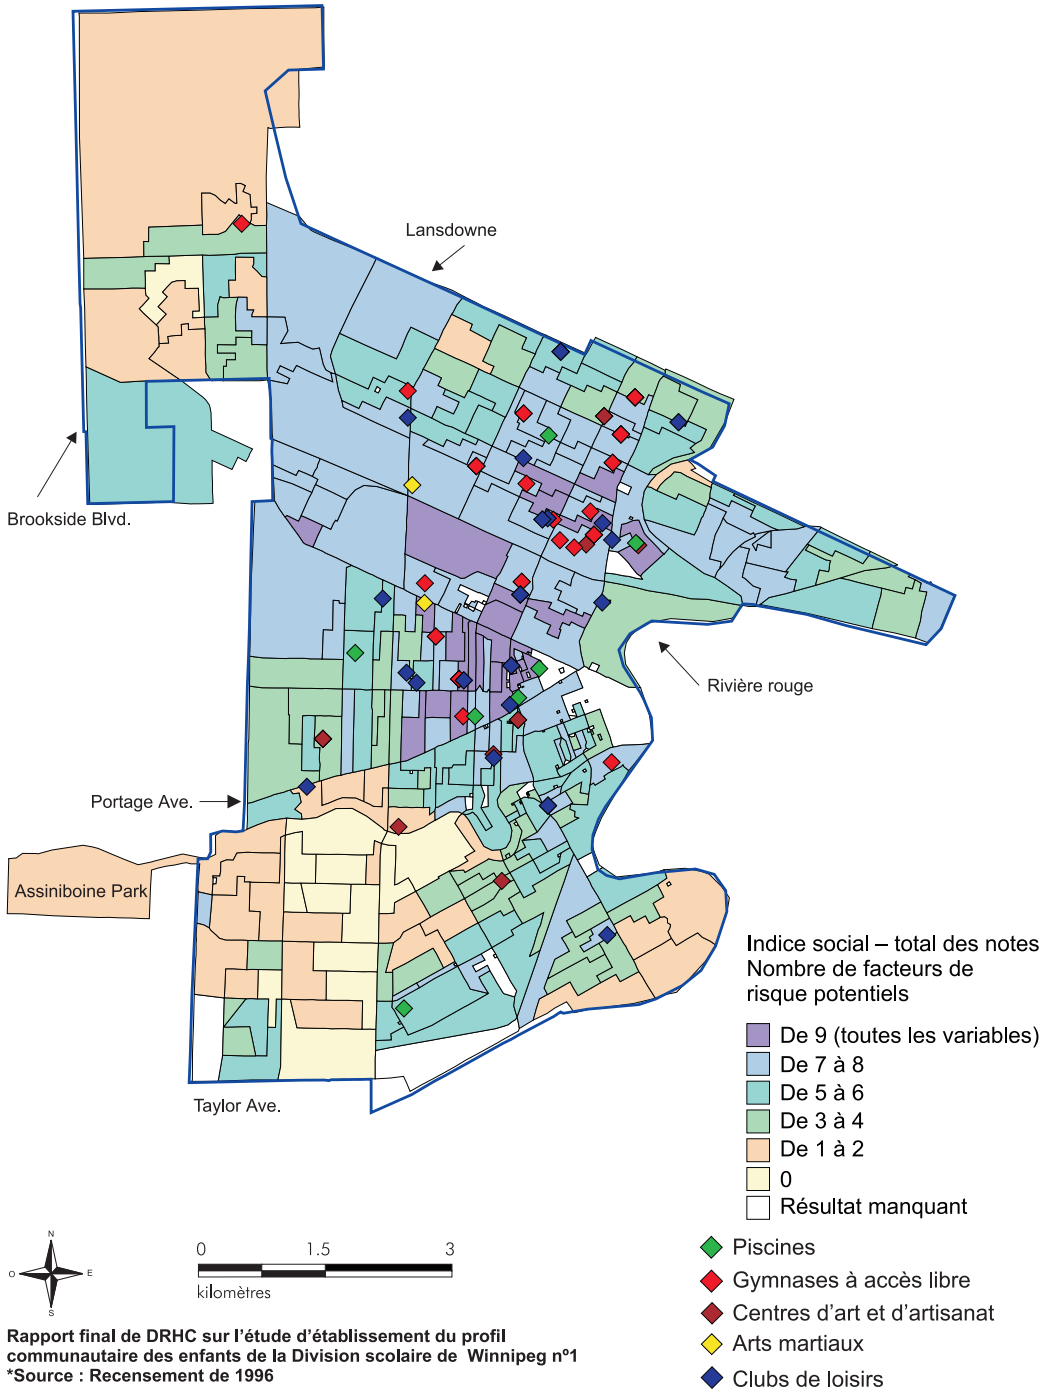 Lansdowne
Brookside Blvd.
Rivière rouge
Portage Ave.
Assiniboine Park
Taylor Ave.
Indice social – total des notes
Nombre de facteurs de
risque potentiels
De 9 (toutes les variables)
De 7 à 8
De 5 à 6
De 3 à 4
De 1 à 2
0
Résultat manquant
Piscines
Gymnases à accès libre
Centres d'art et d'artisanat
Arts martiaux
Clubs de loisirs
N
O
E
S
0 1.5 3
kilomètres
Rapport final de DRHC sur l'étude d'établissement du profil
communautaire des enfants de la Division scolaire de Winnipeg nº1
*Source : Recensement de 1996